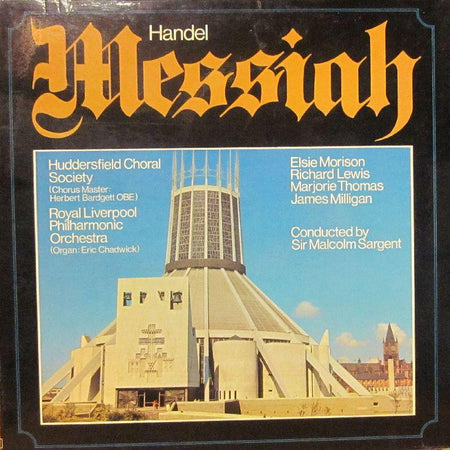 Handel
Messiah
Huddersfield Choral
Society
(Chorus Master:
Herbert Bardgett OBE)
Royal Liverpool
Philharmonic
Orchestra
(Organ: Eric Chadwick)
Elsie Morison
Richard Lewis
Marjorie Thomas
James Milligan
Conducted by
Sir Malcolm Sargent